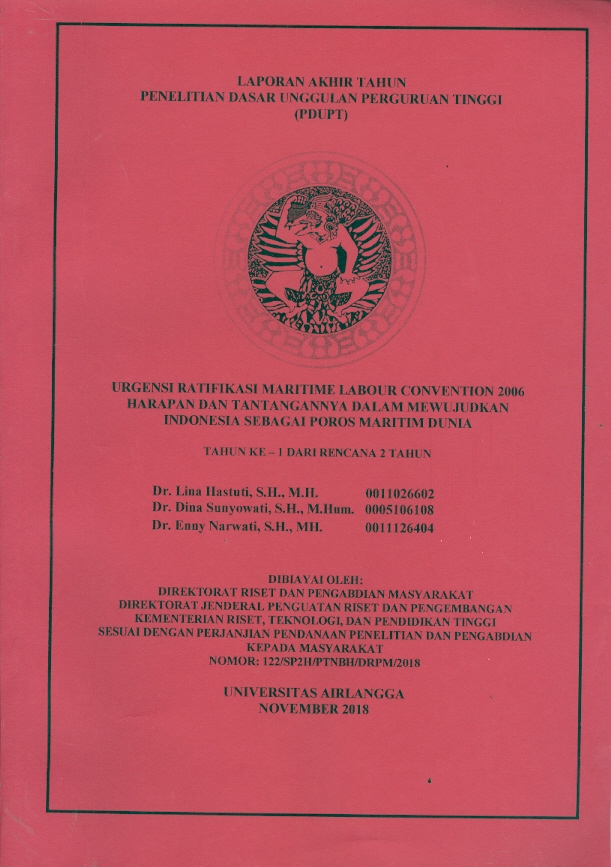 LAPORAN AKHIR TAHUN
PENELITIAN DASAR UNGGULAN PERGURUAN TINGGI
(PDUPT)
URGENSI RATIFIKASI MARITIME LABOUR CONVENTION 2006
HARAPAN DAN TANTANGANNYA DALAM MEWUJUDKAN
INDONESIA SEBAGAI POROS MARITIM DUNIA
TAHUN KE – 1 DARI RENCANA 2 TAHUN
Dr. Lina Hastuti, S.H., M.H. 0011026602
Dr. Dina Sunyowati, S.H., M.Hum. 0005106108
Dr. Enny Narwati, S.H., MH. 0011126404
DIBIAYAI OLEH:
DIREKTORAT RISET DAN PENGABDIAN MASYARAKAT
DIREKTORAT JENDERAL PENGUATAN RISET DAN PENGEMBANGAN
KEMENTERIAN RISET, TEKNOLOGI, DAN PENDIDIKAN TINGGI
SESUAI DENGAN PERJANJIAN PENDANAAN PENELITIAN DAN PENGABDIAN
KEPADA MASYARAKAT
NOMOR: 122/SP2H/PTNBH/DRPM/2018
UNIVERSITAS AIRLANGGA
NOVEMBER 2018